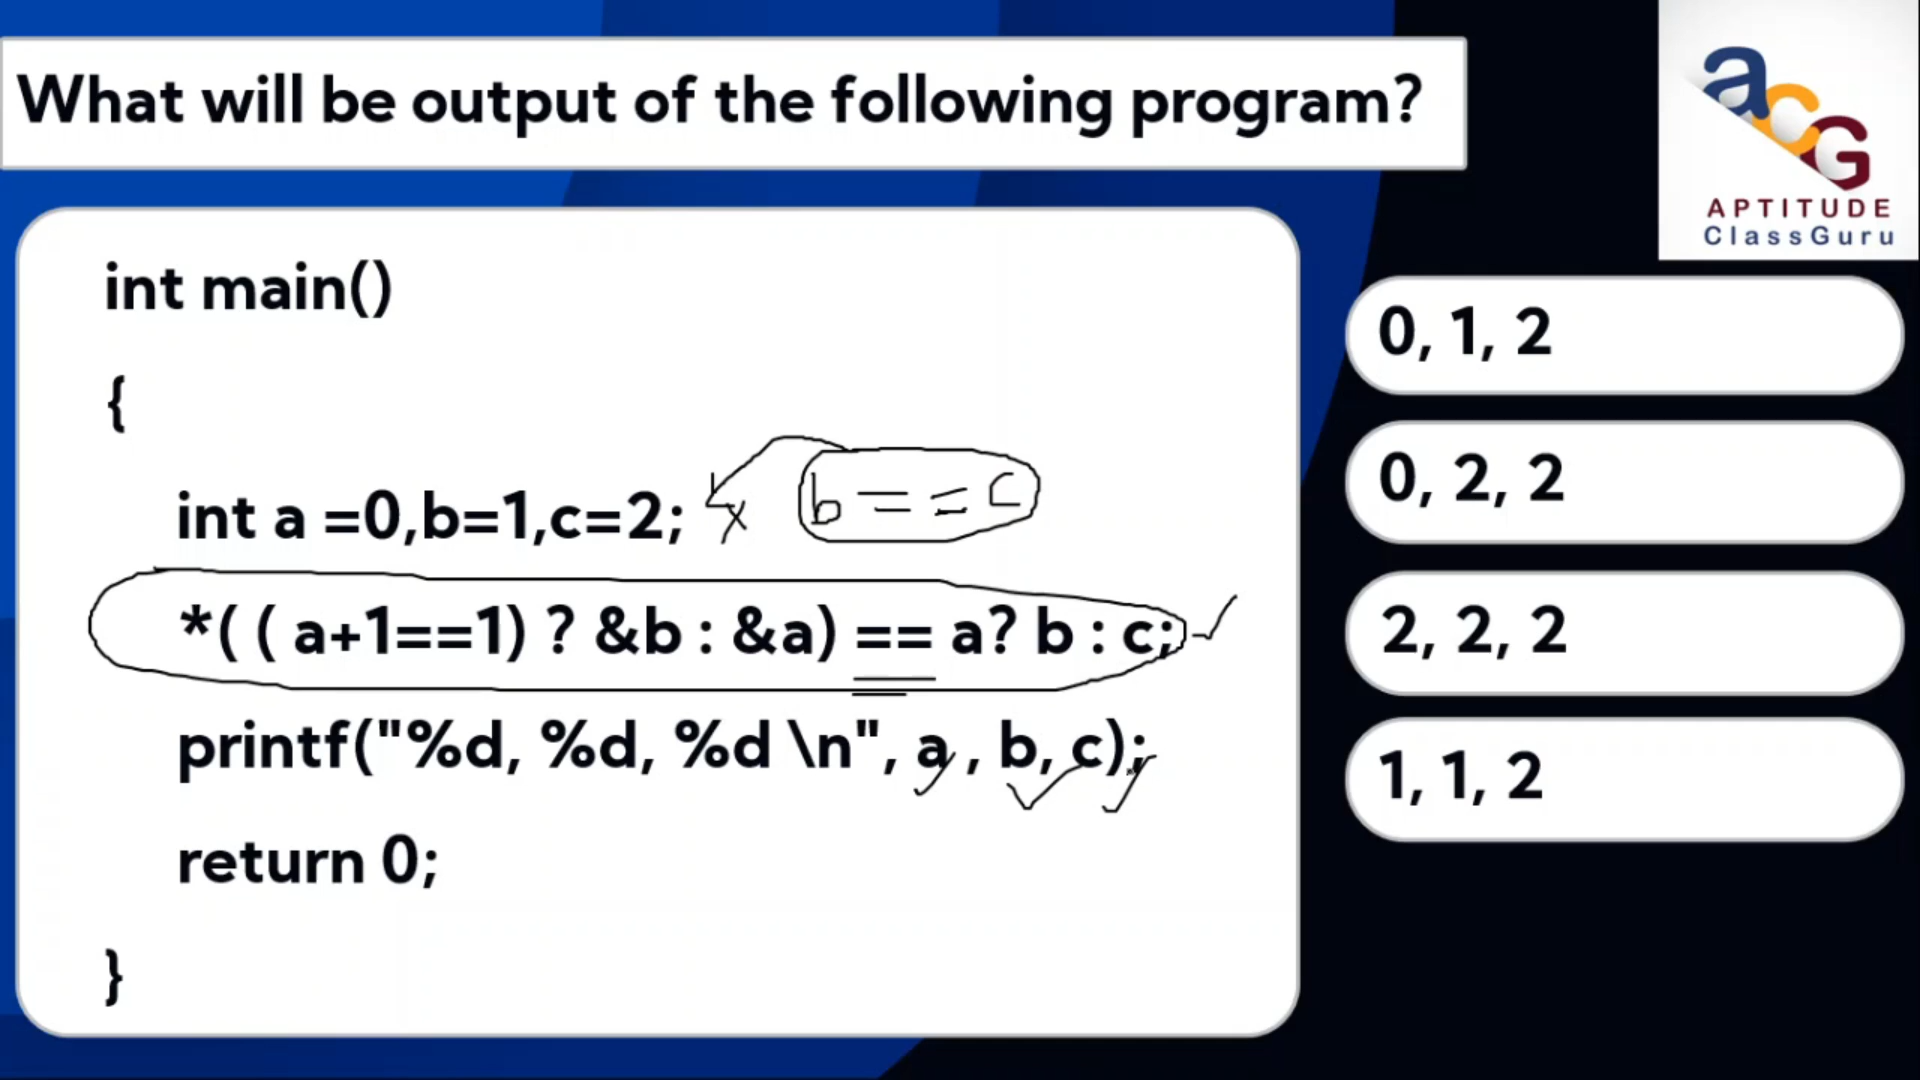 What will be output of the following program?
aCG
APTITUDE
ClassGuru
int main()
{
int a =0,b=1,c=2;
b == c
*( ( a+1==1) ? &b : &a) == a? b : c;
printf("%d, %d, %d \n", a , b, c);
return 0;
}
0, 1, 2
0, 2, 2
2, 2, 2
1, 1, 2